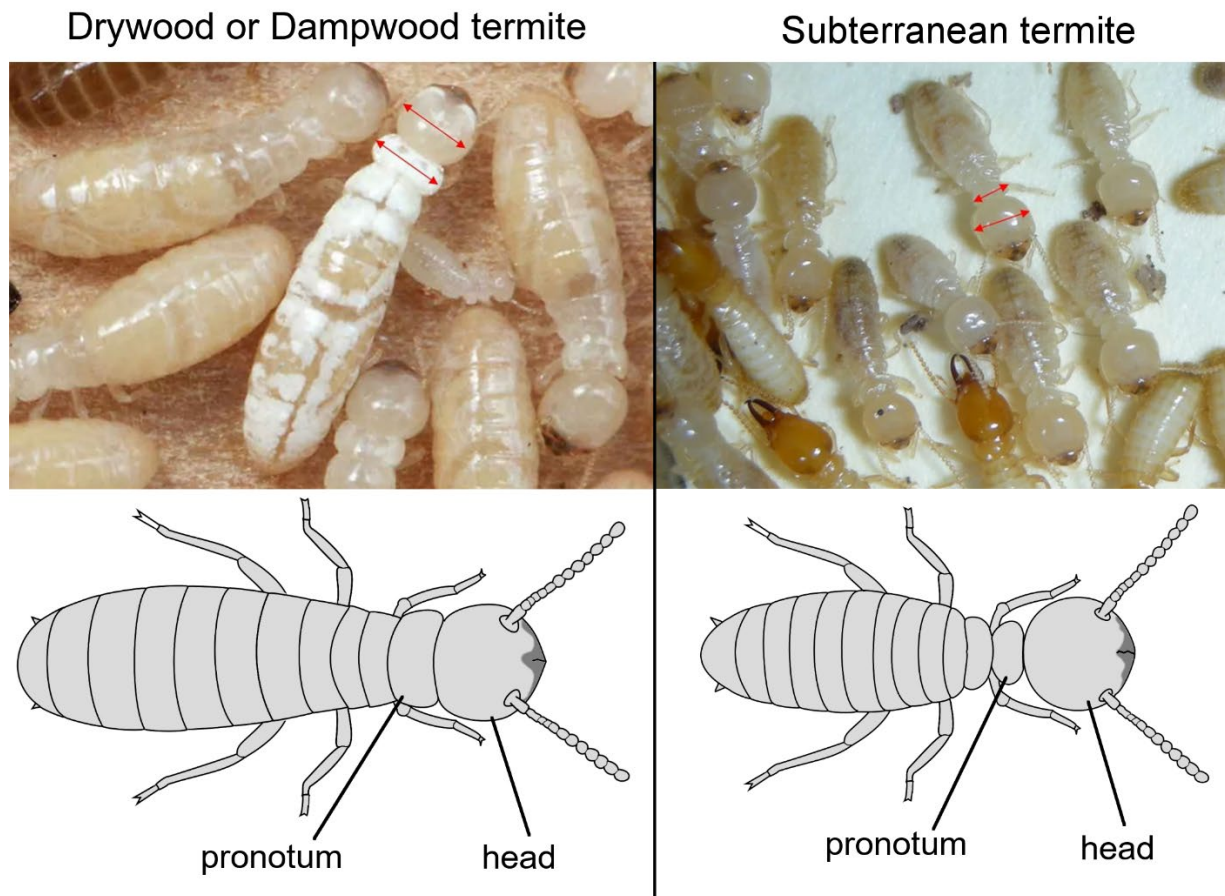 Drywood or Dampwood termite
Subterranean termite
pronotum
head
pronotum
head